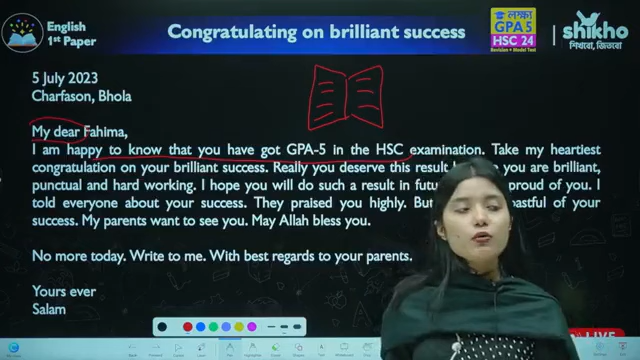 English
1st Paper
Congratulating on brilliant success
লক্ষ্য
GPA 5
HSC 24
Revision + Model Test
shikho
শিখবো, জিতবো
5 July 2023
Charfason, Bhola
My dear Fahima,
I am happy to know that you have got GPA-5 in the HSC examination. Take my heartiest
congratulation on your brilliant success. Really you deserve this result you are brilliant,
punctual and hard working. I hope you will do such a result in proud of you. I
told everyone about your success. They praised you highly. of your
success. My parents want to see you. May Allah bless you.
No more today. Write to me. With best regards to your parents.
Yours ever
Salam
LIVE